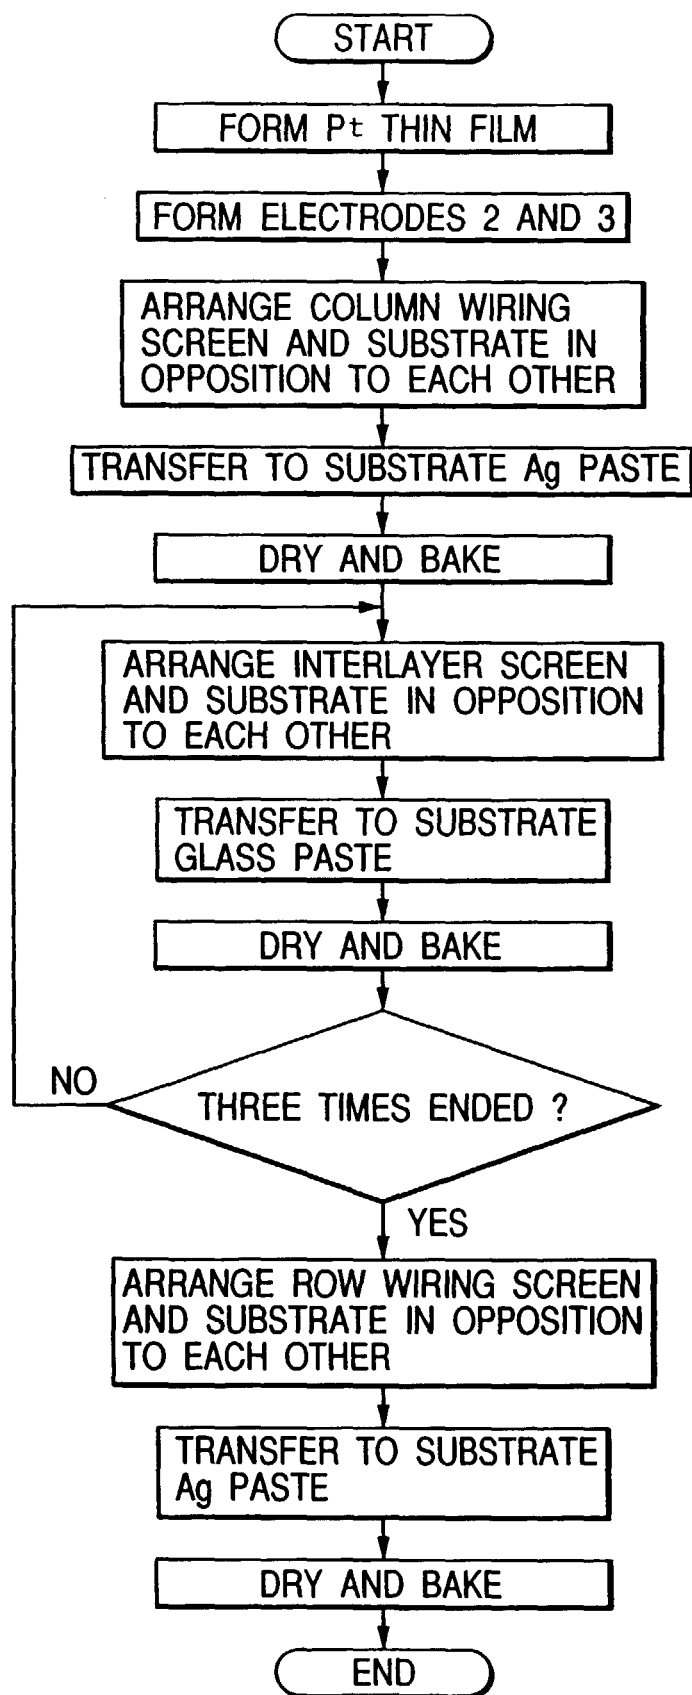 START
FORM Pt THIN FILM
FORM ELECTRODES 2 AND 3
ARRANGE COLUMN WIRING
SCREEN AND SUBSTRATE IN
OPPOSITION TO EACH OTHER
TRANSFER TO SUBSTRATE Ag PASTE
DRY AND BAKE
ARRANGE INTERLAYER SCREEN
AND SUBSTRATE IN OPPOSITION
TO EACH OTHER
TRANSFER TO SUBSTRATE
GLASS PASTE
DRY AND BAKE
NO
THREE TIMES ENDED ?
YES
ARRANGE ROW WIRING SCREEN
AND SUBSTRATE IN OPPOSITION
TO EACH OTHER
TRANSFER TO SUBSTRATE
Ag PASTE
DRY AND BAKE
END